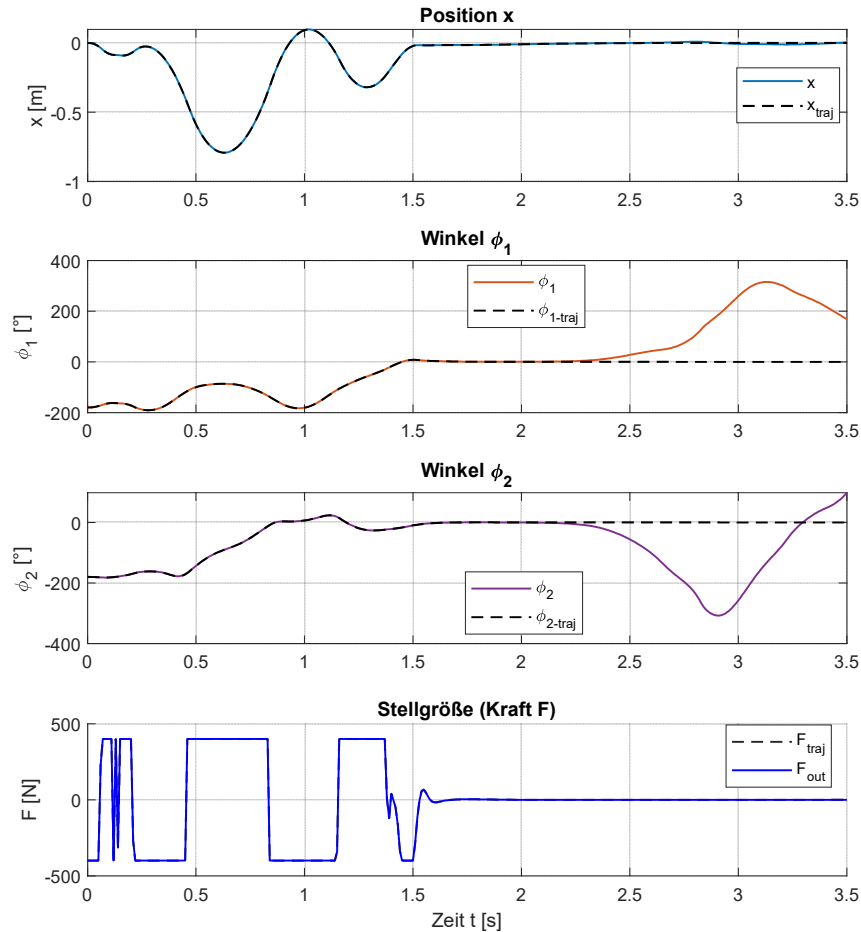 Position x
0
-0.5
-1
x [m]
x
x_traj
0 0.5 1 1.5 2 2.5 3 3.5
Winkel ϕ_1
400
200
0
-200
ϕ_1 [°]
ϕ_1
ϕ_1-traj
0 0.5 1 1.5 2 2.5 3 3.5
Winkel ϕ_2
0
-200
-400
ϕ_2 [°]
ϕ_2
ϕ_2-traj
0 0.5 1 1.5 2 2.5 3 3.5
Stellgröße (Kraft F)
500
0
-500
F [N]
F_traj
F_out
0 0.5 1 1.5 2 2.5 3 3.5
Zeit t [s]